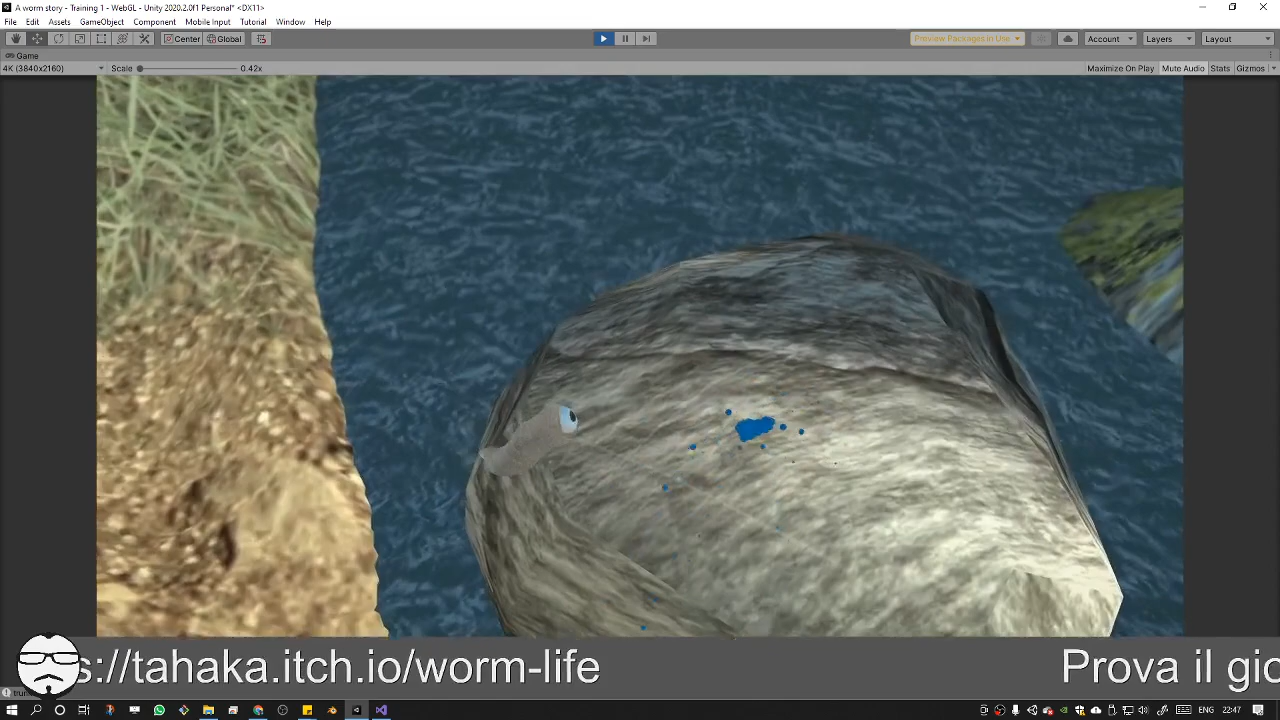 A worm story - Training 1 - WebGL - Unity 2020.2.0f1 Personal* <DX11>
File Edit Assets GameObject Component Mobile Input Tutorial Window Help
Center Global Preview Packages in Use Account Layers Layout
Game
4K (3840x2160) Scale 0.42x Maximize On Play Mute Audio Stats Gizmos
s://tahaka.itch.io/worm-life Prova il gio
ENG 22:47